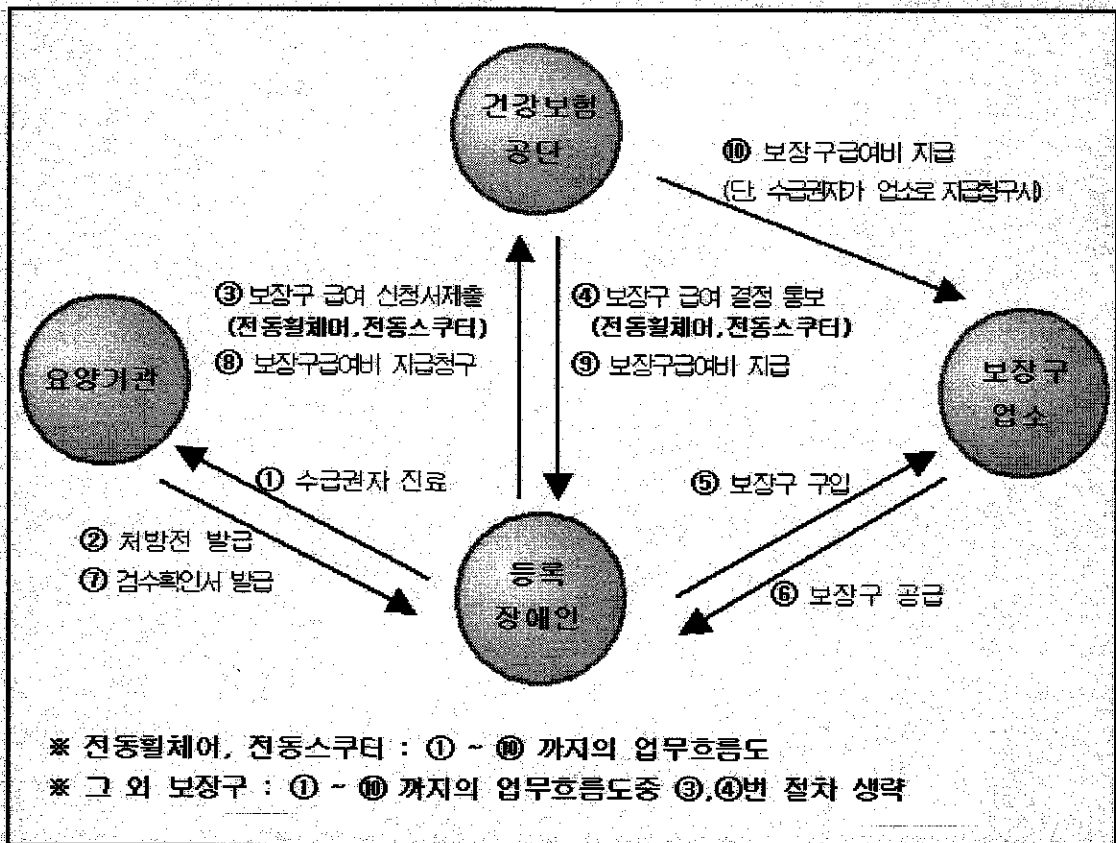 건강보험
공단
⑩ 보장구급여비 지급
(단, 수급권자가 업소로 지급청구시)
③ 보장구 급여 신청서제출
(전동휠체어,전동스쿠터)
⑧ 보장구급여비 지급청구
④ 보장구 급여 결정 통보
(전동휠체어,전동스쿠터)
⑨ 보장구급여비 지급
요양기관
보장구
업소
① 수급권자 진료
⑤ 보장구 구입
② 처방전 발급
⑦ 검수확인서 발급
등록
장애인
⑥ 보장구 공급
※ 전동휠체어, 전동스쿠터 : ① ~ ⑩ 까지의 업무흐름도
※ 그 외 보장구 : ① ~ ⑩ 까지의 업무흐름도중 ③,④번 절차 생략